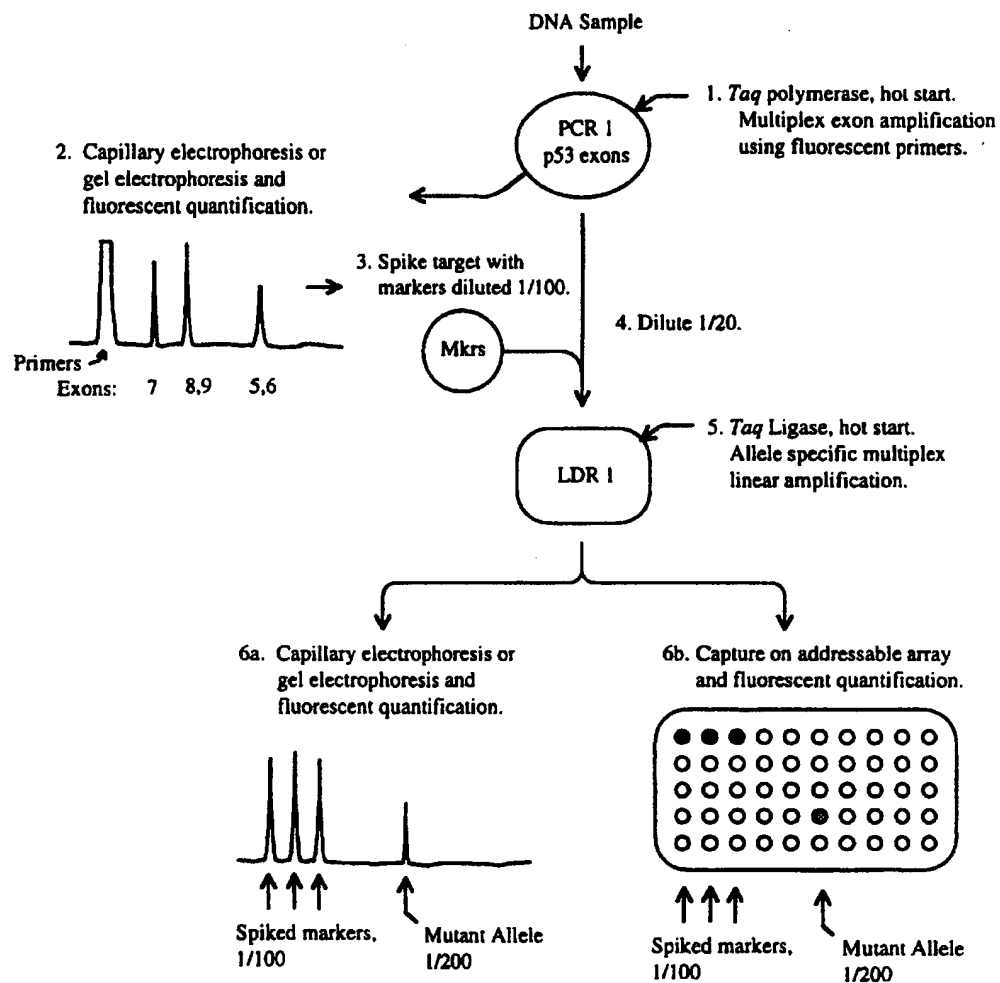 DNA Sample
1. Taq polymerase, hot start.
Multiplex exon amplification
using fluorescent primers.
PCR 1
p53 exons
2. Capillary electrophoresis or
gel electrophoresis and
fluorescent quantification.
3. Spike target with
markers diluted 1/100.
4. Dilute 1/20.
Mkrs
Primers
Exons: 7 8,9 5,6
5. Taq Ligase, hot start.
Allele specific multiplex
linear amplification.
LDR 1
6a. Capillary electrophoresis or
gel electrophoresis and
fluorescent quantification.
Spiked markers,
1/100
Mutant Allele
1/200
6b. Capture on addressable array
and fluorescent quantification.
Spiked markers,
1/100
Mutant Allele
1/200